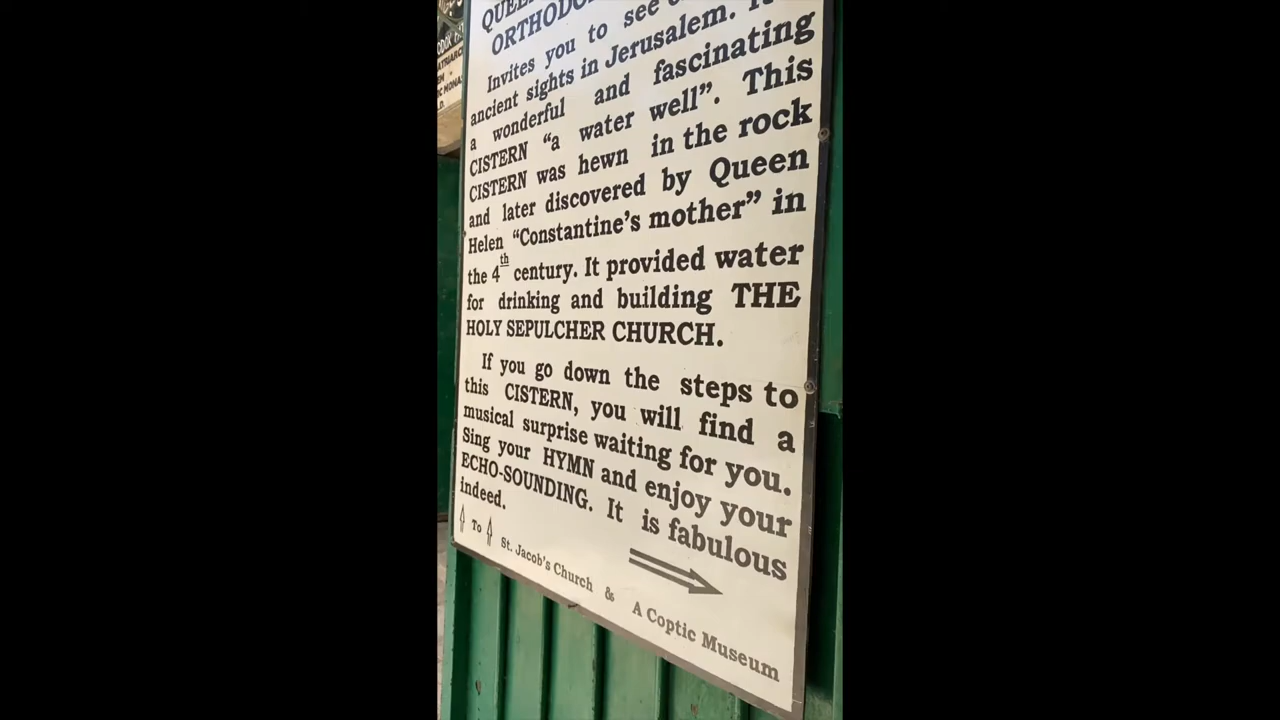 ORTHODO
Invites you to see
ancient sights in Jerusalem.
a wonderful and fascinating
CISTERN “a water well”. This
CISTERN was hewn in the rock
and later discovered by Queen
Helen “Constantine’s mother” in
the 4th century. It provided water
for drinking and building THE
HOLY SEPULCHER CHURCH.
If you go down the steps to
this CISTERN, you will find a
musical surprise waiting for you.
Sing your HYMN and enjoy your
ECHO-SOUNDING. It is fabulous
indeed.
To
St. Jacob’s Church & A Coptic Museum